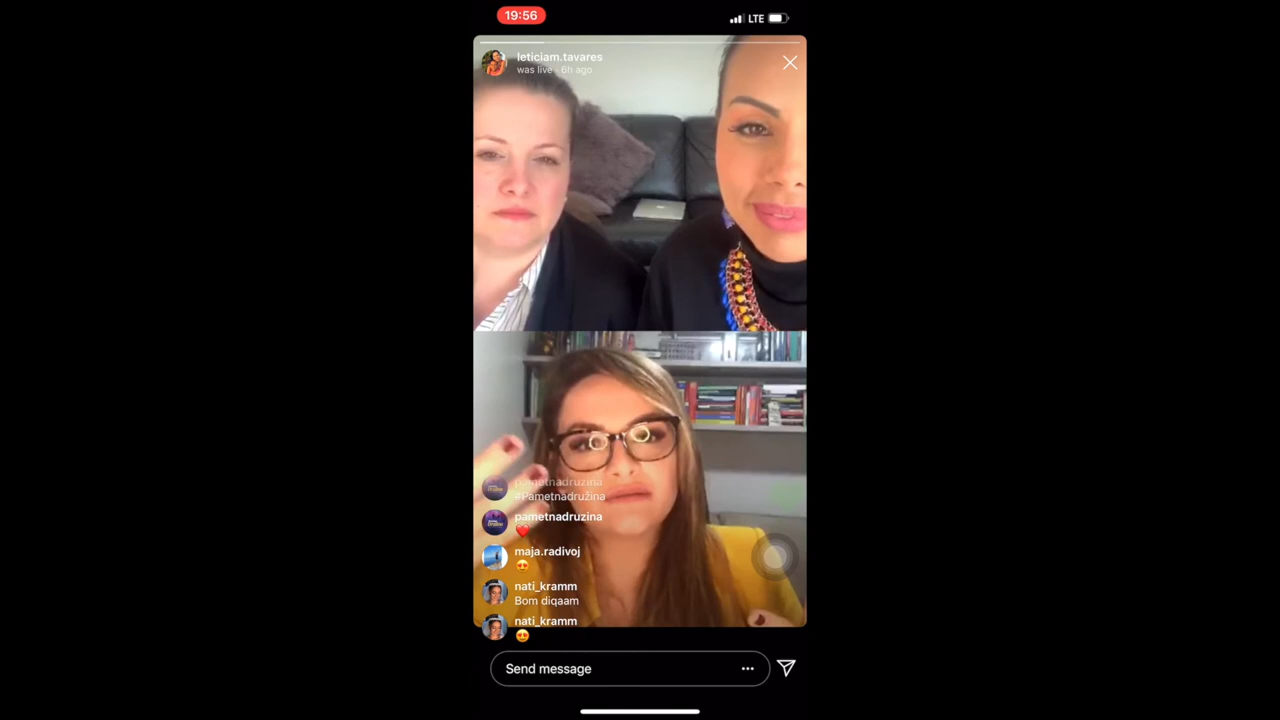 19:56
LTE
leticiam.tavares
was live · 6h ago
pametnadruzina
#Pametnadružina
pametnadruzina
❤️
maja.radivoj
😍
nati_kramm
Bom diqaam
nati_kramm
😍
Send message